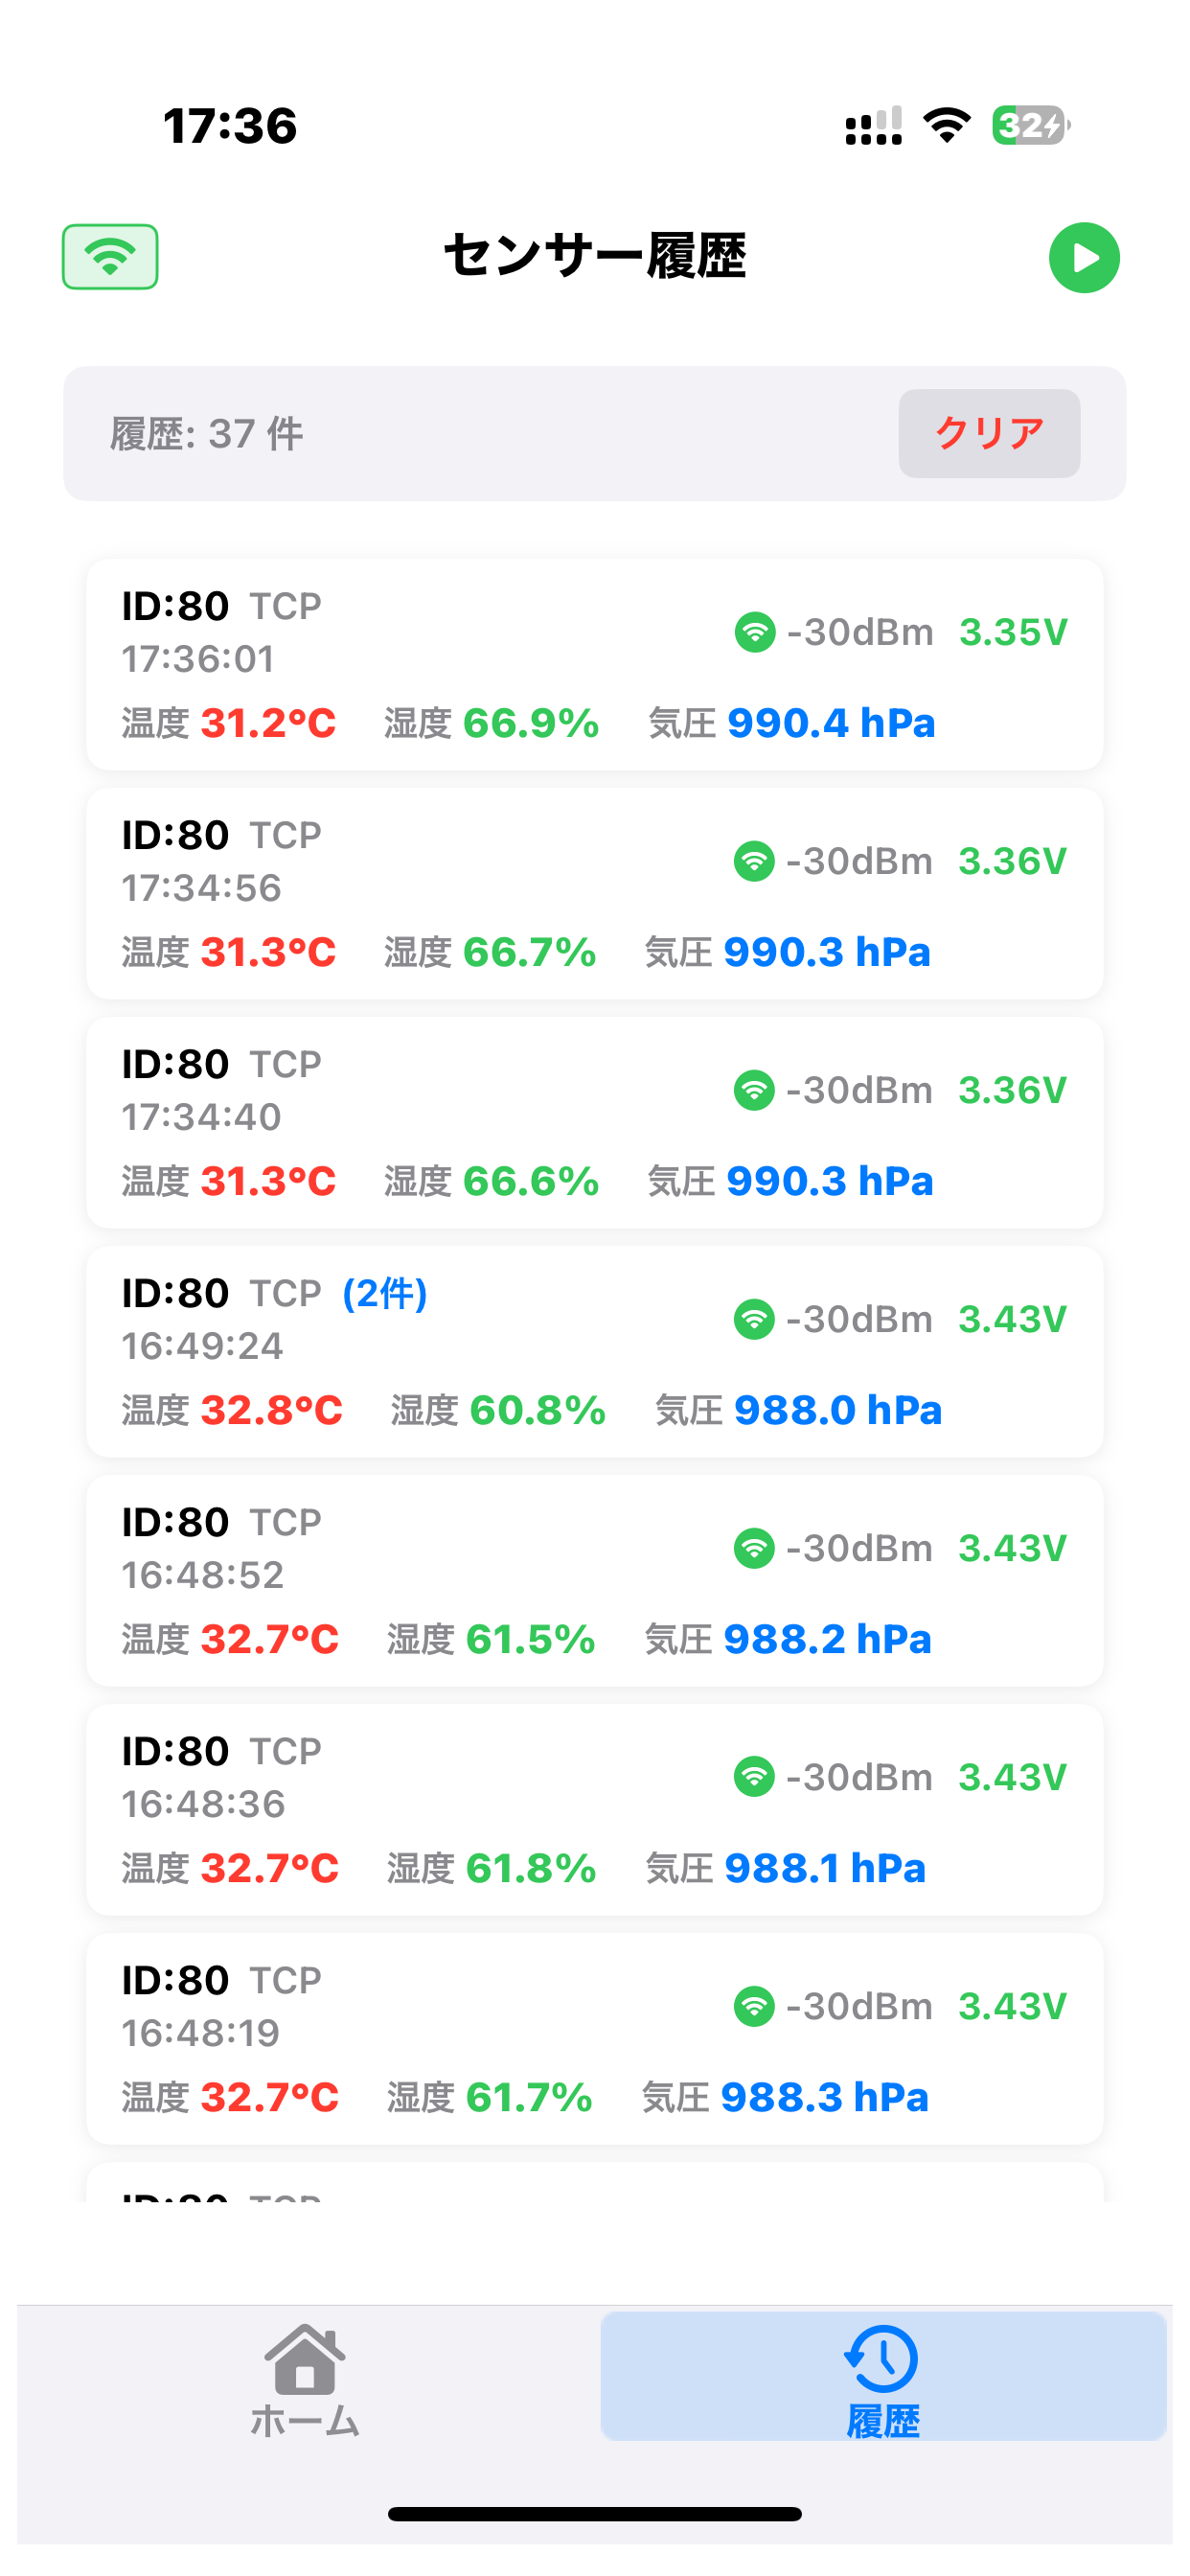 17:36
32
センサー履歴
履歴: 37 件
クリア
ID:80 TCP
17:36:01
-30dBm 3.35V
温度 31.2°C 湿度 66.9% 気圧 990.4 hPa
ID:80 TCP
17:34:56
-30dBm 3.36V
温度 31.3°C 湿度 66.7% 気圧 990.3 hPa
ID:80 TCP
17:34:40
-30dBm 3.36V
温度 31.3°C 湿度 66.6% 気圧 990.3 hPa
ID:80 TCP (2件)
16:49:24
-30dBm 3.43V
温度 32.8°C 湿度 60.8% 気圧 988.0 hPa
ID:80 TCP
16:48:52
-30dBm 3.43V
温度 32.7°C 湿度 61.5% 気圧 988.2 hPa
ID:80 TCP
16:48:36
-30dBm 3.43V
温度 32.7°C 湿度 61.8% 気圧 988.1 hPa
ID:80 TCP
16:48:19
-30dBm 3.43V
温度 32.7°C 湿度 61.7% 気圧 988.3 hPa
ID:80 TCP
ホーム
履歴